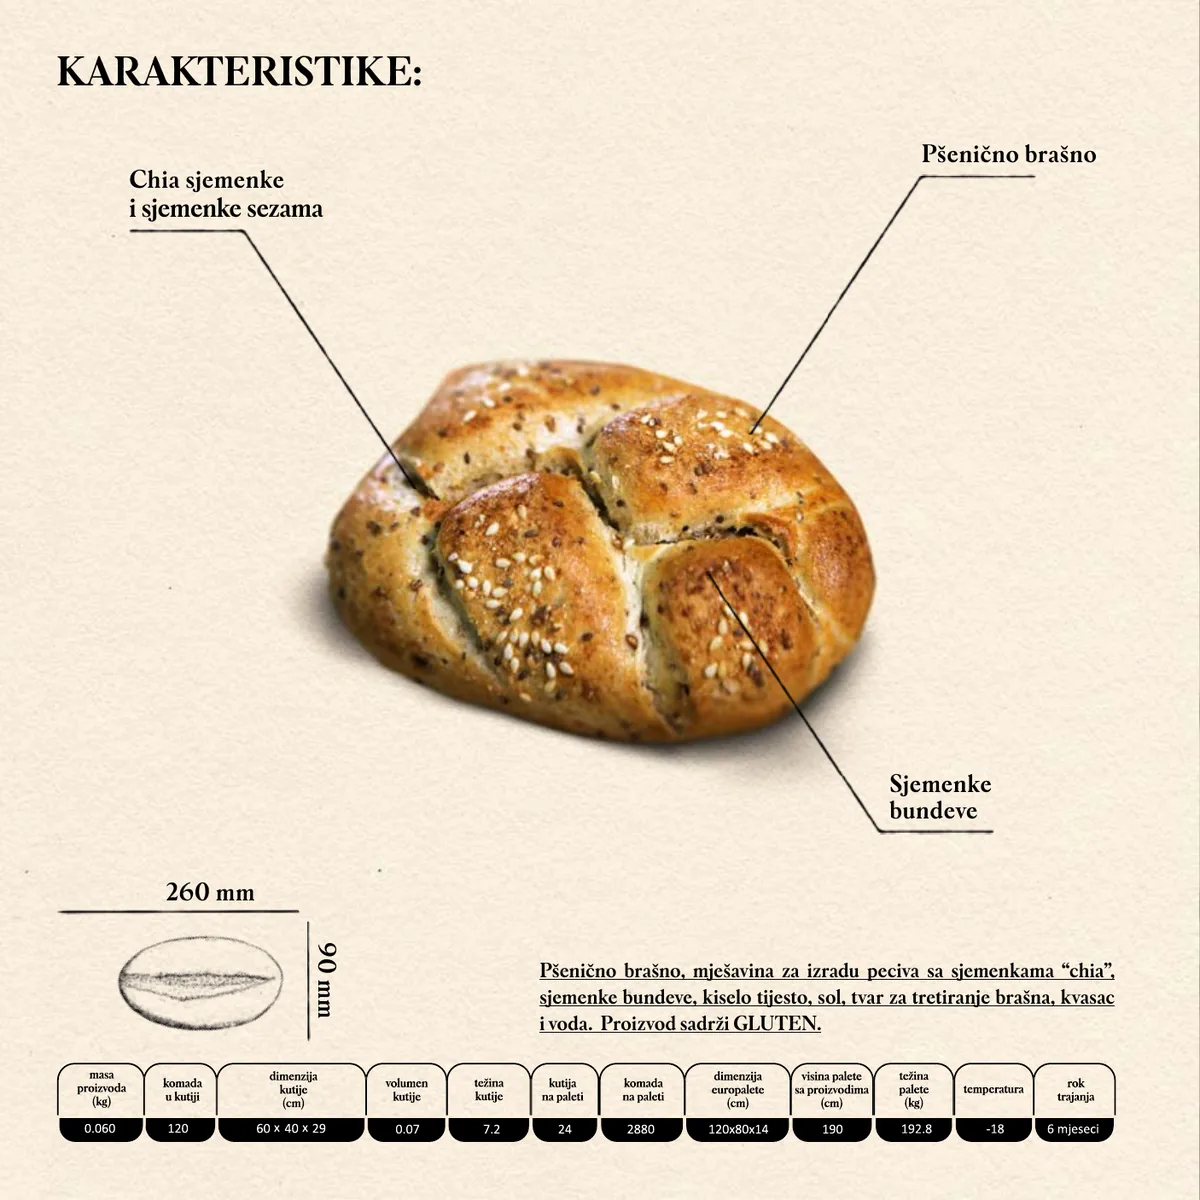 KARAKTERISTIKE:
Chia sjemenke
i sjemenke sezama
Pšenično brašno
Sjemenke
bundeve
260 mm
90 mm
Pšenično brašno, mješavina za izradu peciva sa sjemenkama “chia”,
sjemenke bundeve, kiselo tijesto, sol, tvar za tretiranje brašna, kvasac
i voda. Proizvod sadrži GLUTEN.
masa
proizvoda
(kg)
0.060
komada
u kutiji
120
dimenzija
kutije
(cm)
60 x 40 x 29
volumen
kutije
0.07
težina
kutije
7.2
kutija
na paleti
24
komada
na paleti
2880
dimenzija
europalete
(cm)
120x80x14
visina palete
sa proizvodima
(cm)
190
težina
palete
(kg)
192.8
temperatura
-18
rok
trajanja
6 mjeseci